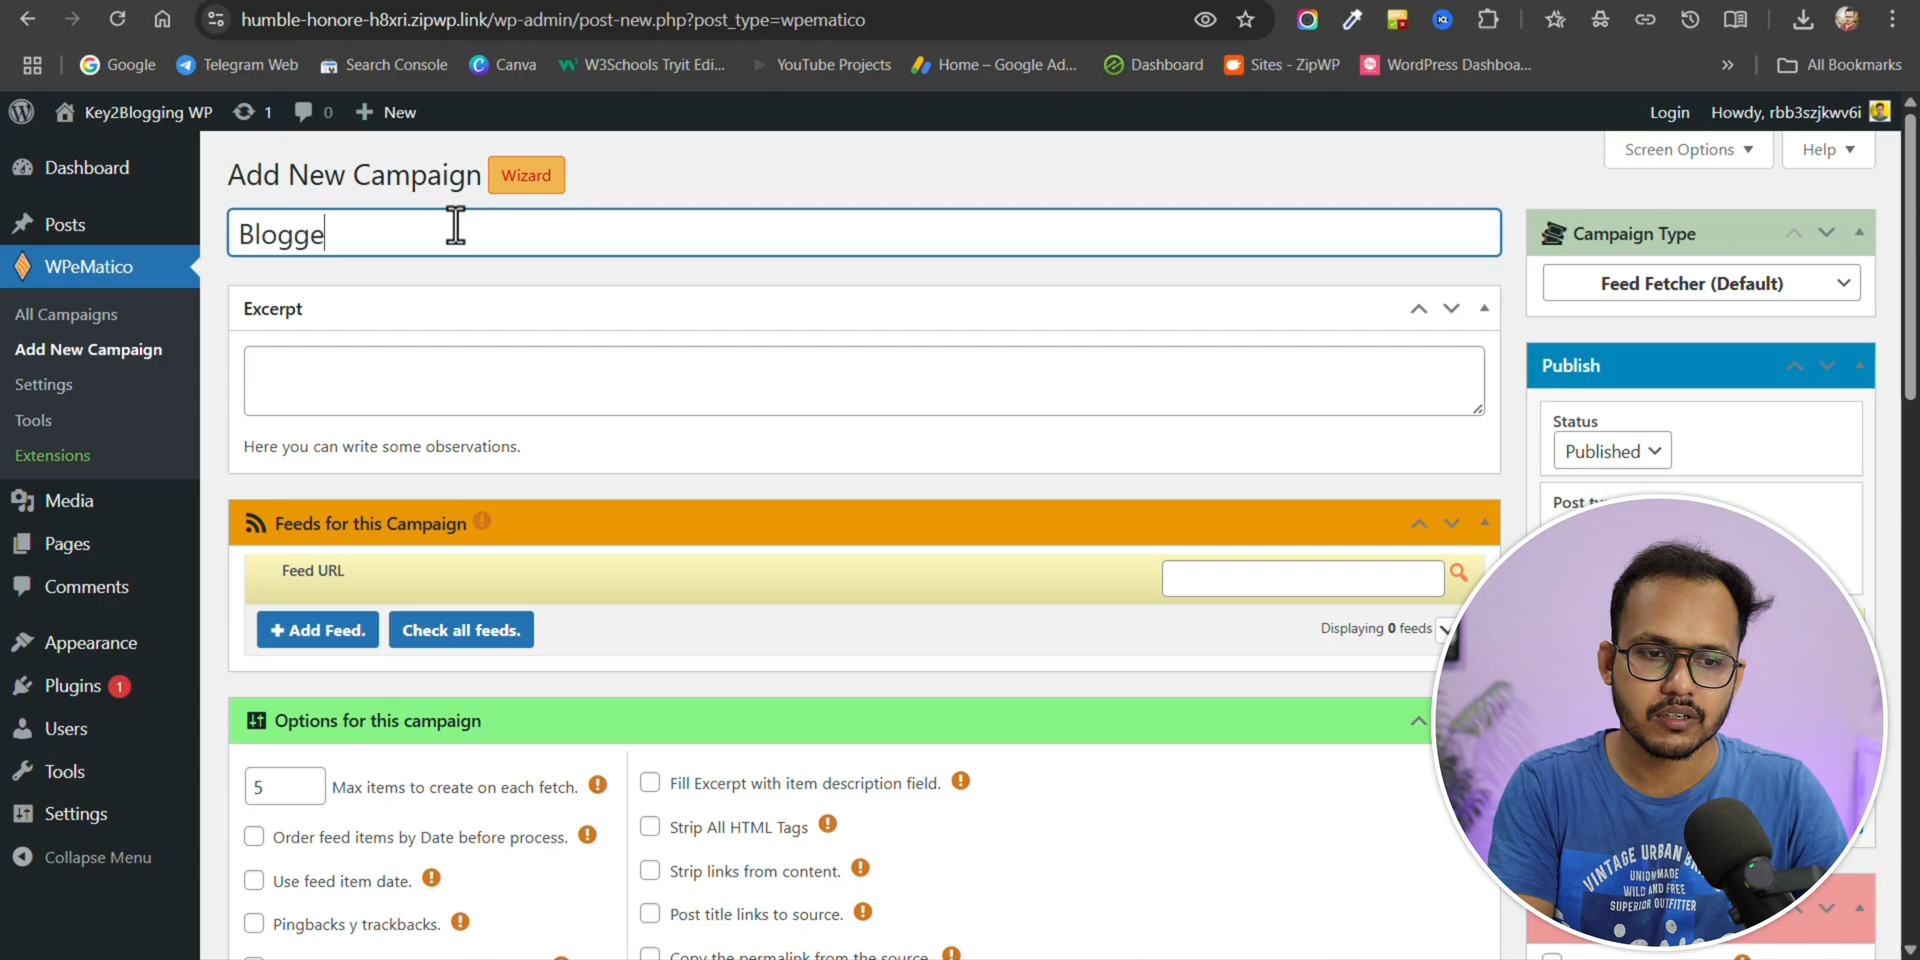 humble-honore-h8xri.zipwp.link/wp-admin/post-new.php?post_type=wpematico
Google
Telegram Web
Search Console
Canva
W3Schools Tryit Edi...
YouTube Projects
Home – Google Ad...
Dashboard
Sites - ZipWP
WordPress Dashboa...
All Bookmarks
Key2Blogging WP
1
0
New
Login
Howdy, rbb3szjkwv6i
Dashboard
Posts
WPeMatico
All Campaigns
Add New Campaign
Settings
Tools
Extensions
Media
Pages
Comments
Appearance
Plugins 1
Users
Tools
Settings
Collapse Menu
Screen Options
Help
Add New Campaign
Wizard
Blogge
Excerpt
Here you can write some observations.
Feeds for this Campaign
Feed URL
Add Feed.
Check all feeds.
Displaying 0 feeds
Options for this campaign
5
Max items to create on each fetch.
Order feed items by Date before process.
Use feed item date.
Pingbacks y trackbacks.
Fill Excerpt with item description field.
Strip All HTML Tags
Strip links from content.
Post title links to source.
Copy the permalink from the source
Campaign Type
Feed Fetcher (Default)
Publish
Status
Published
VINTAGE URBAN
UNIONMADE
WILD AND FREE
SUPERIOR OUTFITTER